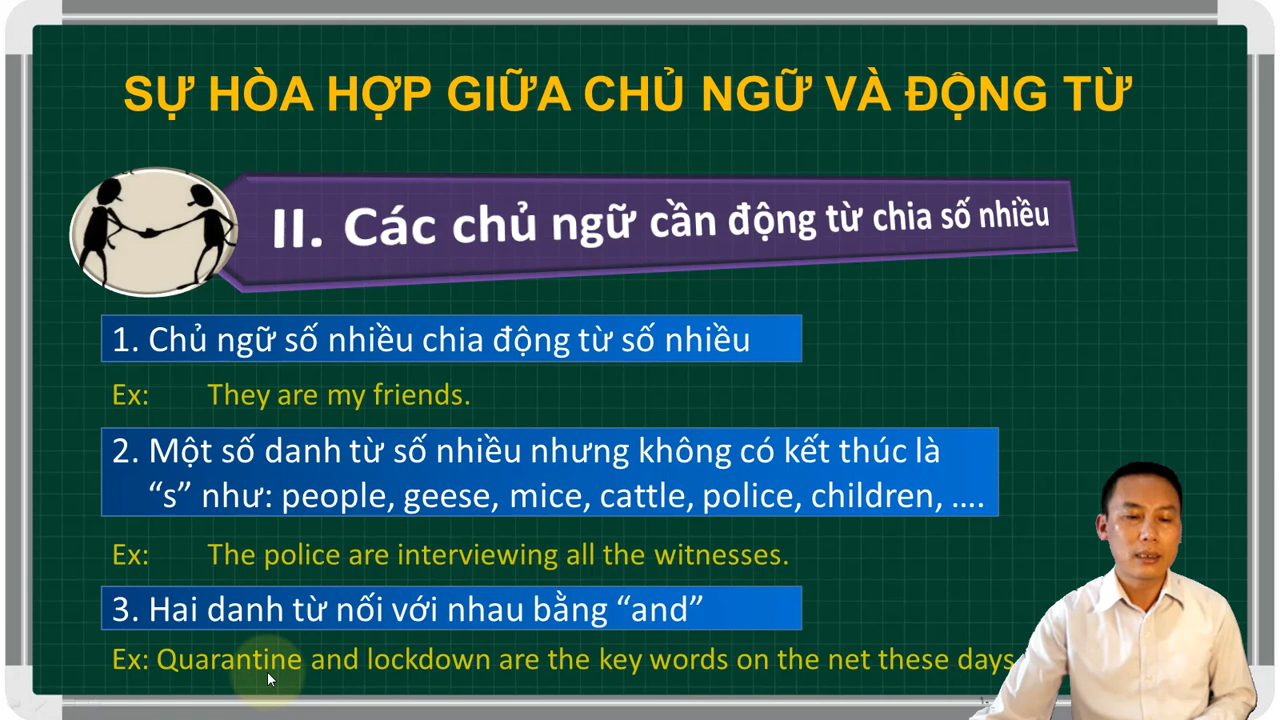 SỰ HÒA HỢP GIỮA CHỦ NGỮ VÀ ĐỘNG TỪ
II. Các chủ ngữ cần động từ chia số nhiều
1. Chủ ngữ số nhiều chia động từ số nhiều
Ex: They are my friends.
2. Một số danh từ số nhiều nhưng không có kết thúc là
“s” như: people, geese, mice, cattle, police, children, ….
Ex: The police are interviewing all the witnesses.
3. Hai danh từ nối với nhau bằng “and”
Ex: Quarantine and lockdown are the key words on the net these days